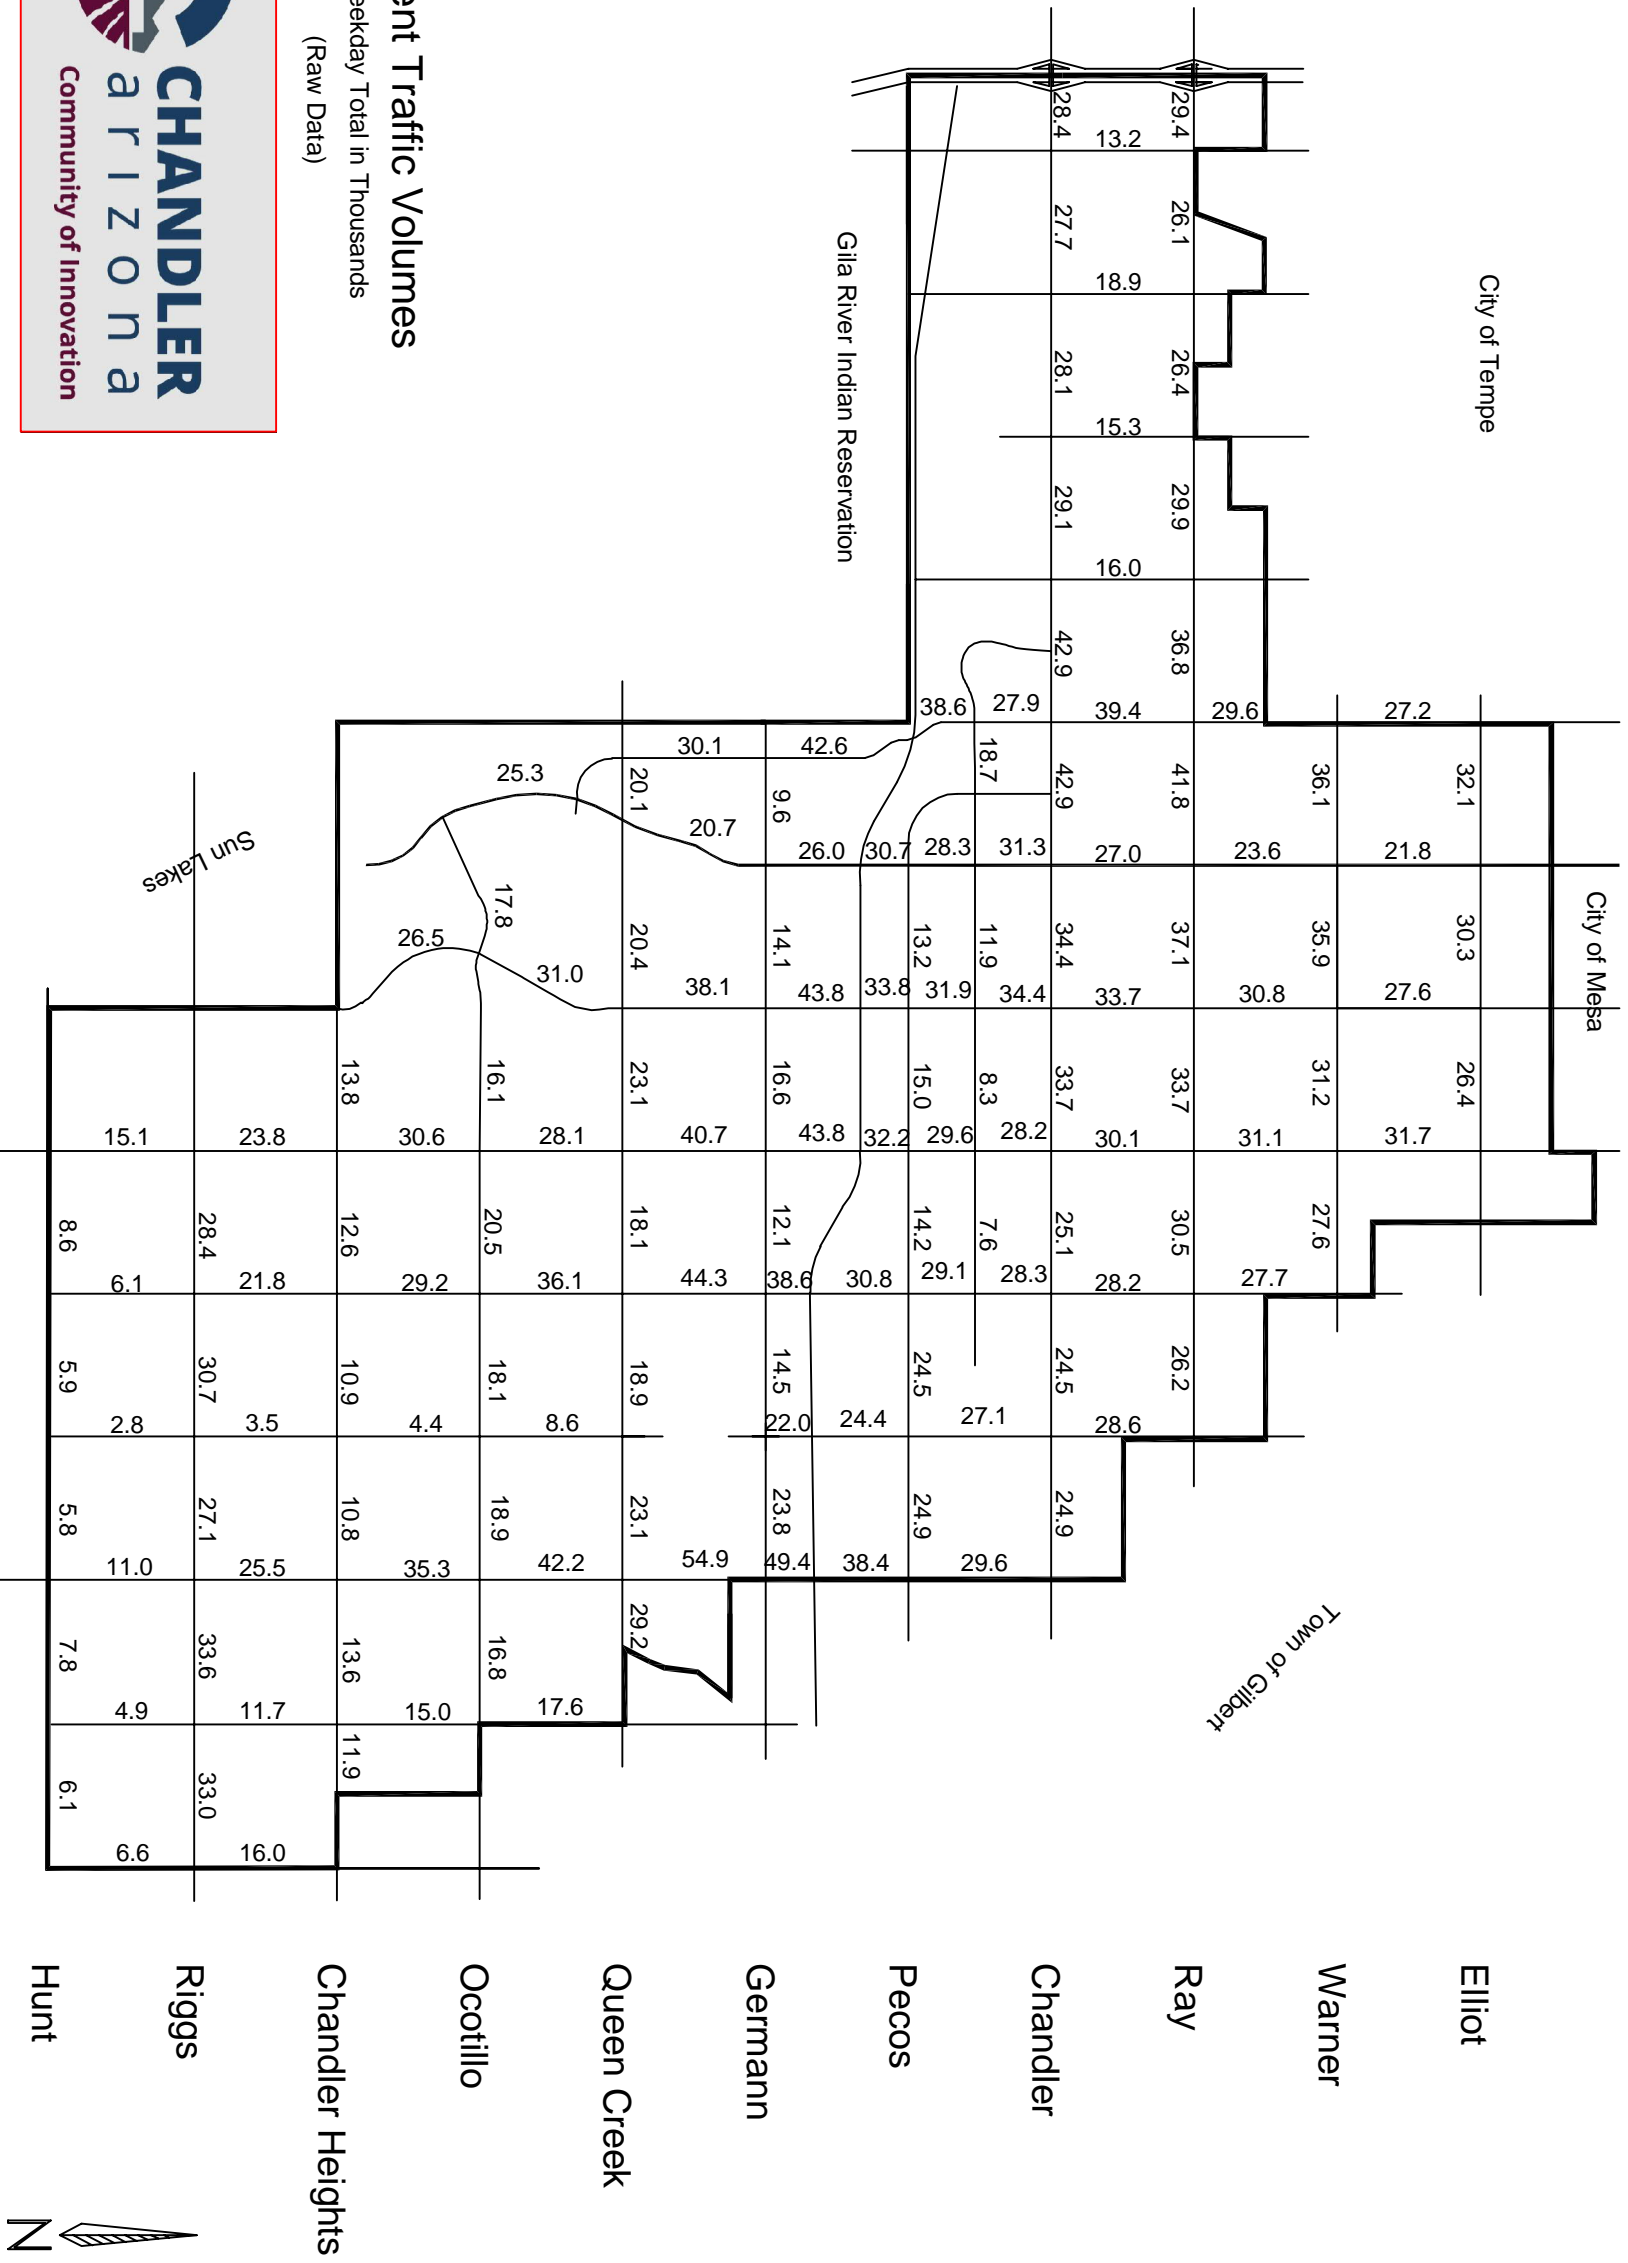 ent Traffic Volumes
eekday Total in Thousands
(Raw Data)
CHANDLER
arizona
Community of Innovation
City of Tempe
City of Mesa
Town of Gilbert
Gila River Indian Reservation
Sun Lakes
Elliot
Warner
Ray
Chandler
Pecos
Germann
Queen Creek
Ocotillo
Chandler Heights
Riggs
Hunt
N
32.1 30.3 26.4
36.1 35.9 31.2 27.6
29.4 26.1 26.4 29.9 36.8 41.8 37.1 33.7 30.5 26.2
28.4 27.7 28.1 29.1 42.9 42.9 34.4 33.7 25.1 24.5 24.9
18.7 11.9 8.3 7.6
13.2 15.0 14.2 24.5 24.9
9.6 14.1 16.6 12.1 14.5 23.8
20.1 20.4 23.1 18.1 18.9 23.1 29.2
17.8 16.1 20.5 18.1 18.9 16.8
13.8 12.6 10.9 10.8 13.6 11.9
28.4 30.7 27.1 33.6 33.0
8.6 5.9 5.8 7.8 6.1
13.2
18.9
15.3
16.0
27.2 29.6 39.4 27.9 38.6 42.6 30.1
21.8 23.6 27.0 31.3 28.3 30.7 26.0 20.7 25.3
27.6 30.8 33.7 34.4 31.9 33.8 43.8 38.1 31.0 26.5
31.7 31.1 30.1 28.2 29.6 32.2 43.8 40.7 28.1 30.6 23.8 15.1
27.7 28.2 28.3 29.1 30.8 38.6 44.3 36.1 29.2 21.8 6.1
28.6 27.1 24.4 22.0 8.6 4.4 3.5 2.8
29.6 38.4 49.4 54.9 42.2 35.3 25.5 11.0
17.6 15.0 11.7 4.9
16.0 6.6